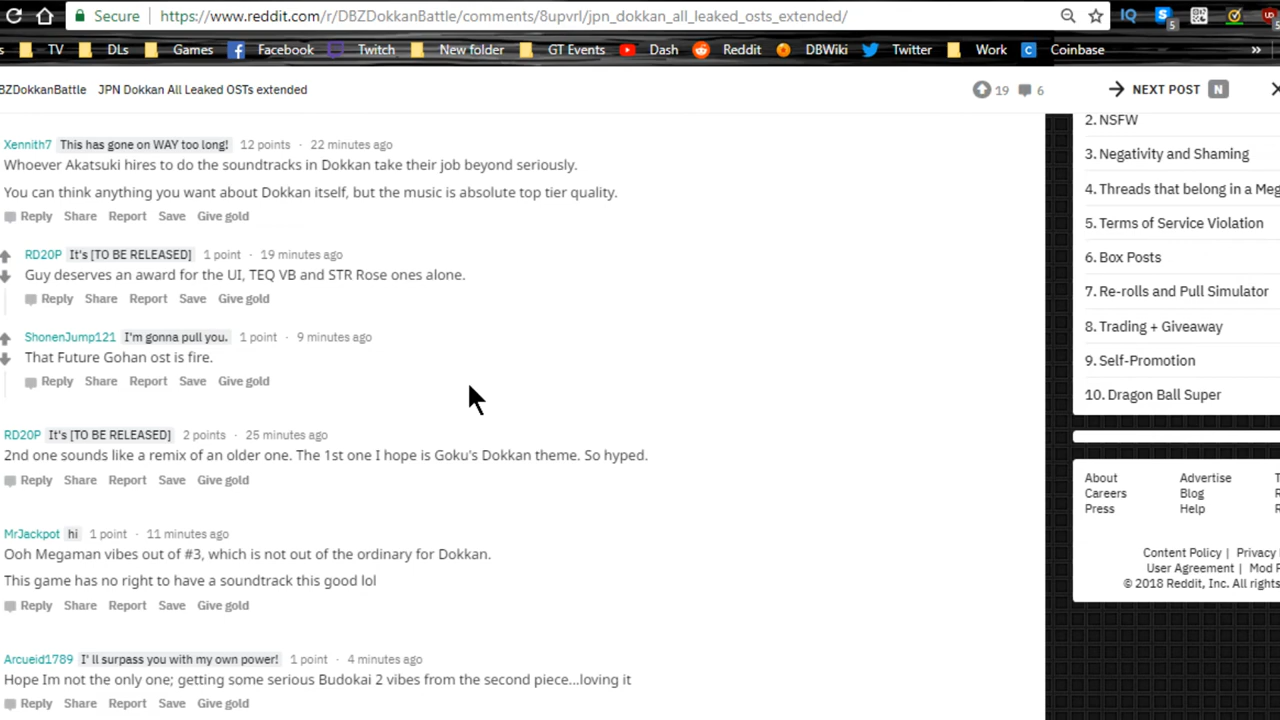 Secure https://www.reddit.com/r/DBZDokkanBattle/comments/8upvrl/jpn_dokkan_all_leaked_osts_extended/
s TV DLs Games Facebook Twitch New folder GT Events Dash Reddit DBWiki Twitter Work Coinbase »
BZDokkanBattle JPN Dokkan All Leaked OSTs extended 19 6 NEXT POST N
Xennith7 This has gone on WAY too long! 12 points · 22 minutes ago
Whoever Akatsuki hires to do the soundtracks in Dokkan take their job beyond seriously.
You can think anything you want about Dokkan itself, but the music is absolute top tier quality.
Reply Share Report Save Give gold
RD20P It's [TO BE RELEASED] 1 point · 19 minutes ago
Guy deserves an award for the UI, TEQ VB and STR Rose ones alone.
Reply Share Report Save Give gold
ShonenJump121 I'm gonna pull you. 1 point · 9 minutes ago
That Future Gohan ost is fire.
Reply Share Report Save Give gold
RD20P It's [TO BE RELEASED] 2 points · 25 minutes ago
2nd one sounds like a remix of an older one. The 1st one I hope is Goku's Dokkan theme. So hyped.
Reply Share Report Save Give gold
MrJackpot hi 1 point · 11 minutes ago
Ooh Megaman vibes out of #3, which is not out of the ordinary for Dokkan.
This game has no right to have a soundtrack this good lol
Reply Share Report Save Give gold
Arcueid1789 I' ll surpass you with my own power! 1 point · 4 minutes ago
Hope Im not the only one; getting some serious Budokai 2 vibes from the second piece...loving it
Reply Share Report Save Give gold
2. NSFW
3. Negativity and Shaming
4. Threads that belong in a Meg
5. Terms of Service Violation
6. Box Posts
7. Re-rolls and Pull Simulator
8. Trading + Giveaway
9. Self-Promotion
10. Dragon Ball Super
About Advertise T
Careers Blog
Press Help
Content Policy | Privacy
User Agreement | Mod P
© 2018 Reddit, Inc. All rights